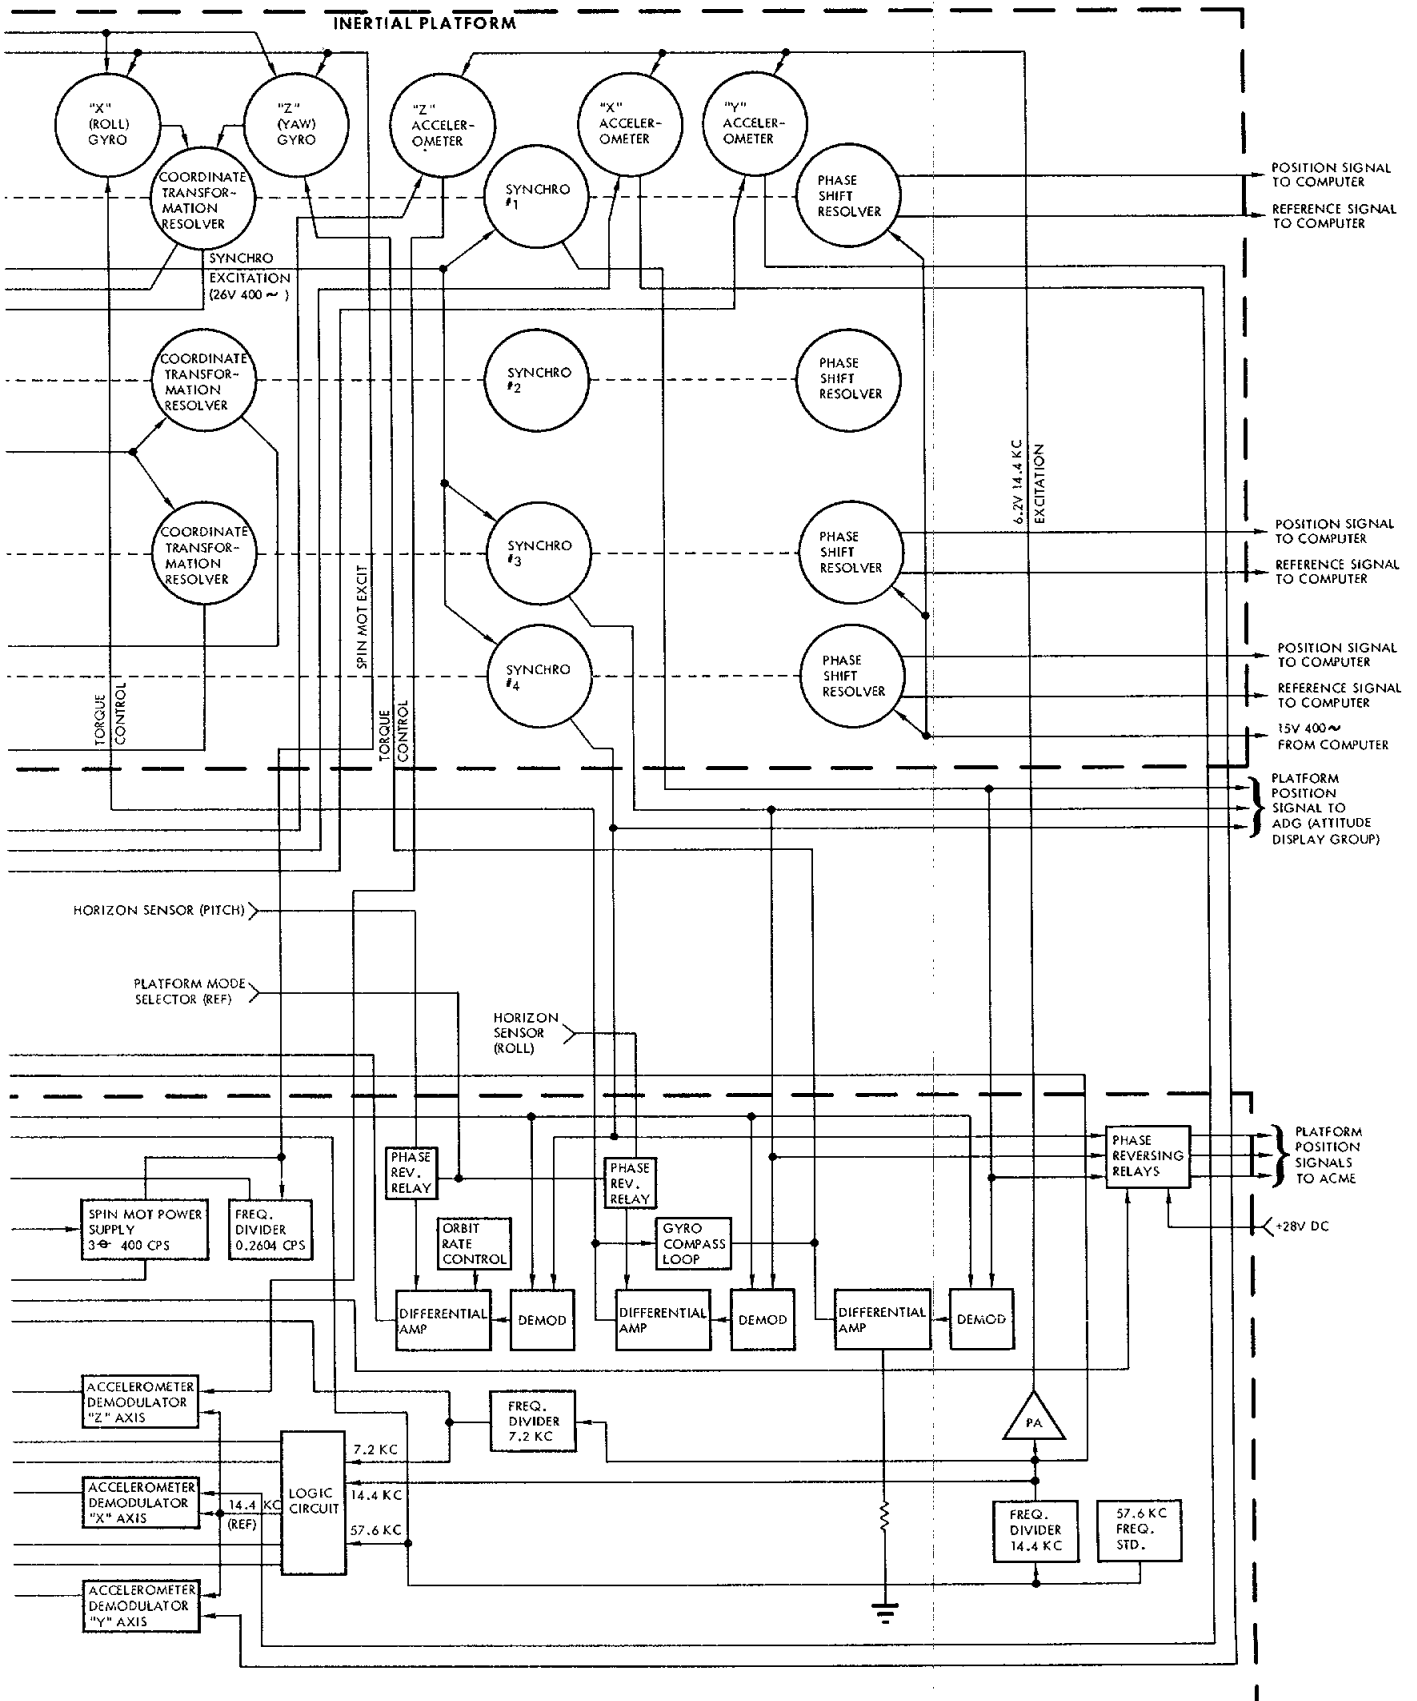 INERTIAL PLATFORM
"X"
(ROLL)
GYRO
"Z"
(YAW)
GYRO
"Z"
ACCELER-
OMETER
"X"
ACCELER-
OMETER
"Y"
ACCELER-
OMETER
COORDINATE
TRANSFOR-
MATION
RESOLVER
SYNCHRO
#1
PHASE
SHIFT
RESOLVER
POSITION SIGNAL
TO COMPUTER
REFERENCE SIGNAL
TO COMPUTER
SYNCHRO
EXCITATION
(26V 400 ~ )
COORDINATE
TRANSFOR-
MATION
RESOLVER
SYNCHRO
#2
PHASE
SHIFT
RESOLVER
6.2V 14.4 KC
EXCITATION
COORDINATE
TRANSFOR-
MATION
RESOLVER
SYNCHRO
#3
PHASE
SHIFT
RESOLVER
POSITION SIGNAL
TO COMPUTER
REFERENCE SIGNAL
TO COMPUTER
SPIN MOT EXCIT
SYNCHRO
#4
PHASE
SHIFT
RESOLVER
POSITION SIGNAL
TO COMPUTER
REFERENCE SIGNAL
TO COMPUTER
TORQUE
CONTROL
TORQUE
CONTROL
15V 400~
FROM COMPUTER
PLATFORM
POSITION
SIGNAL TO
ADG (ATTITUDE
DISPLAY GROUP)
HORIZON SENSOR (PITCH)
PLATFORM MODE
SELECTOR (REF)
HORIZON
SENSOR
(ROLL)
PHASE
REV.
RELAY
PHASE
REV.
RELAY
PHASE
REVERSING
RELAYS
PLATFORM
POSITION
SIGNALS
TO ACME
SPIN MOT POWER
SUPPLY
3 ϕ 400 CPS
FREQ.
DIVIDER
0.2604 CPS
ORBIT
RATE
CONTROL
GYRO
COMPASS
LOOP
+28V DC
DIFFERENTIAL
AMP
DEMOD
DIFFERENTIAL
AMP
DEMOD
DIFFERENTIAL
AMP
DEMOD
ACCELEROMETER
DEMODULATOR
"Z" AXIS
FREQ.
DIVIDER
7.2 KC
PA
7.2 KC
ACCELEROMETER
DEMODULATOR
"X" AXIS
14.4 KC
(REF)
LOGIC
CIRCUIT
14.4 KC
57.6 KC
FREQ.
DIVIDER
14.4 KC
57.6 KC
FREQ.
STD.
ACCELEROMETER
DEMODULATOR
"Y" AXIS